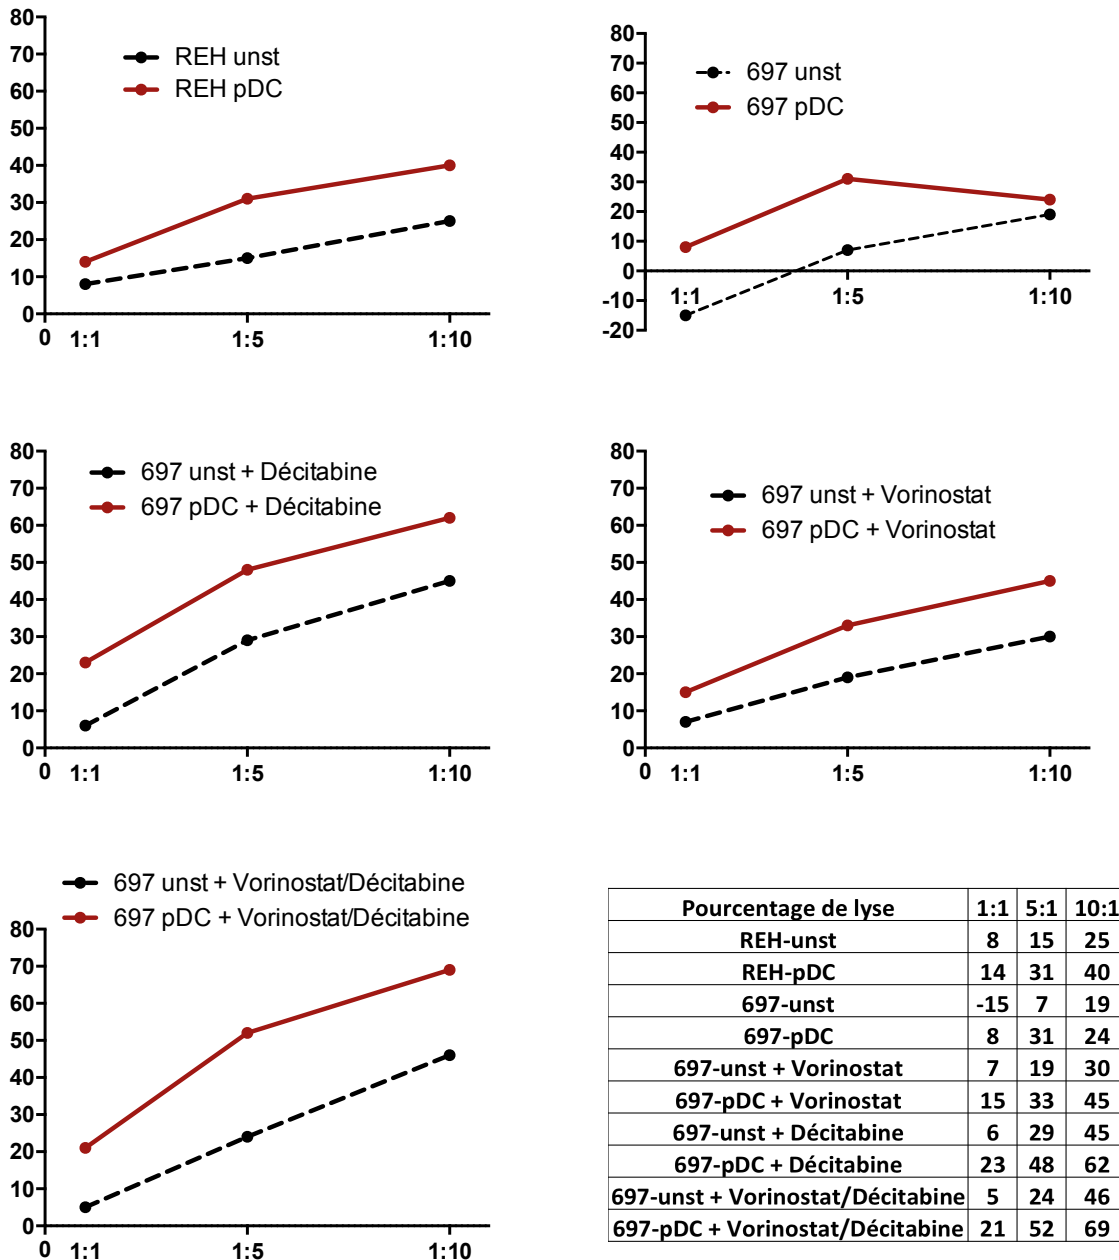 80
70
60
50
40
30
20
10
0
0 1:1 1:5 1:10
REH unst
REH pDC
80
70
60
50
40
30
20
10
0
-10
-20
1:1 1:5 1:10
697 unst
697 pDC
80
70
60
50
40
30
20
10
0
0 1:1 1:5 1:10
697 unst + Décitabine
697 pDC + Décitabine
80
70
60
50
40
30
20
10
0
0 1:1 1:5 1:10
697 unst + Vorinostat
697 pDC + Vorinostat
697 unst + Vorinostat/Décitabine
697 pDC + Vorinostat/Décitabine
80
70
60
50
40
30
20
10
0
0 1:1 1:5 1:10
Pourcentage de lyse 1:1 5:1 10:1
REH-unst 8 15 25
REH-pDC 14 31 40
697-unst -15 7 19
697-pDC 8 31 24
697-unst + Vorinostat 7 19 30
697-pDC + Vorinostat 15 33 45
697-unst + Décitabine 6 29 45
697-pDC + Décitabine 23 48 62
697-unst + Vorinostat/Décitabine 5 24 46
697-pDC + Vorinostat/Décitabine 21 52 69